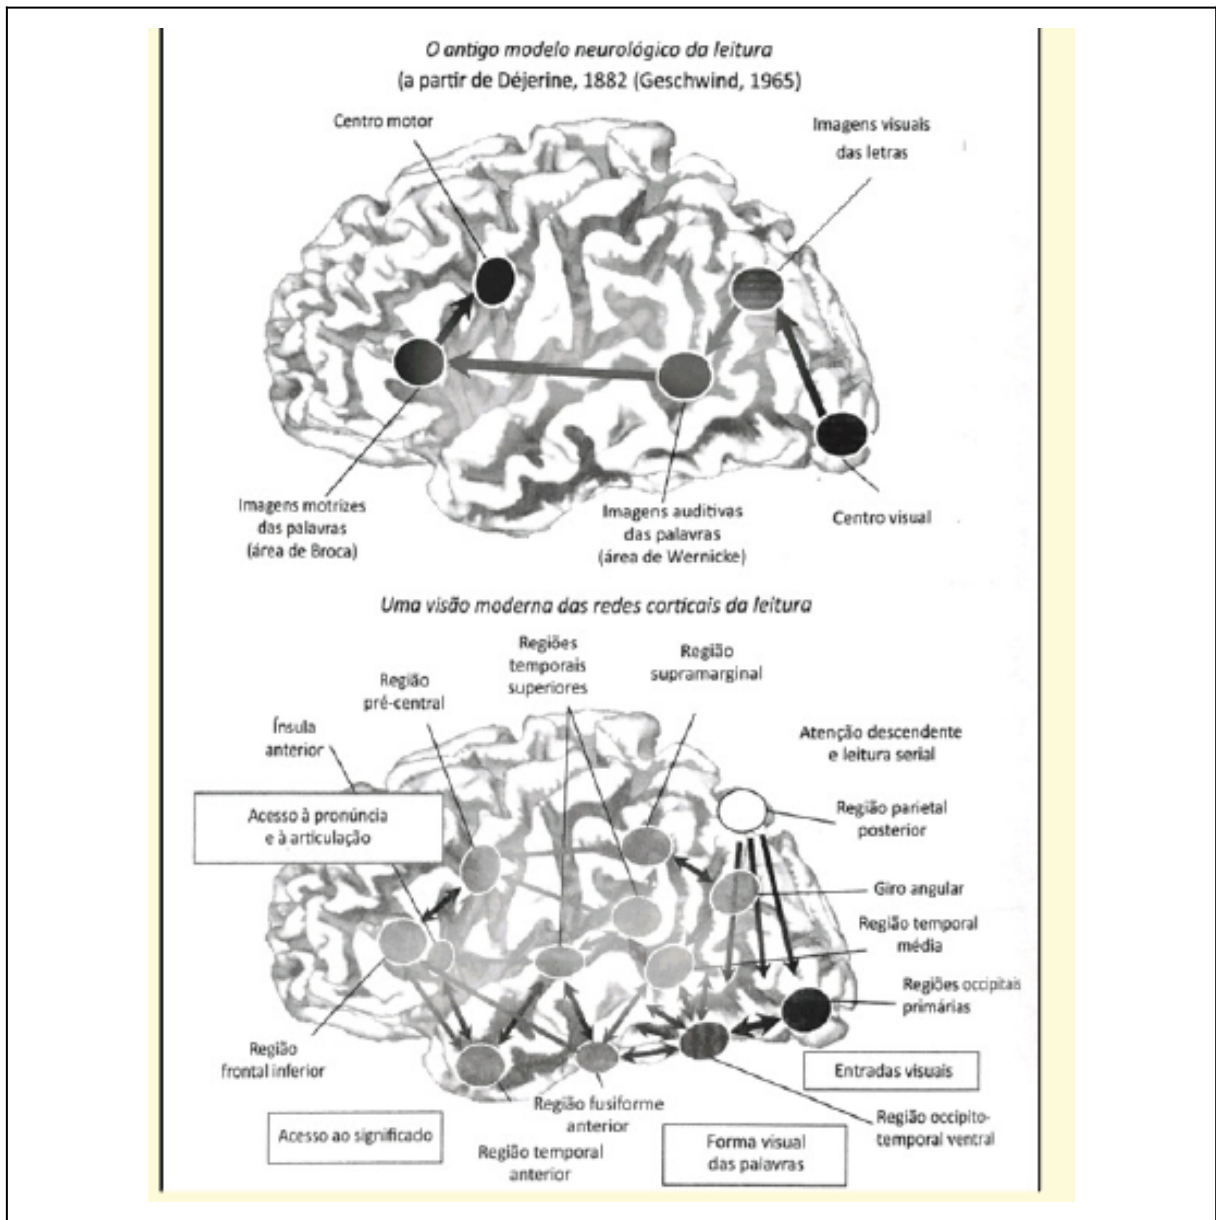 O antigo modelo neurológico da leitura
(a partir de Déjerine, 1882 (Geschwind, 1965)
Centro motor
Imagens visuais
das letras
Imagens motrizes
das palavras
(área de Broca)
Imagens auditivas
das palavras
(área de Wernicke)
Centro visual
Uma visão moderna das redes corticais da leitura
Regiões
temporais
superiores
Região
supramarginal
Região
pré-central
Ínsula
anterior
Atenção descendente
e leitura serial
Acesso à pronúncia
e à articulação
Região parietal
posterior
Giro angular
Região temporal
média
Regiões occipitais
primárias
Região
frontal inferior
Entradas visuais
Região fusiforme
anterior
Região occipito-
temporal ventral
Acesso ao significado
Região temporal
anterior
Forma visual
das palavras